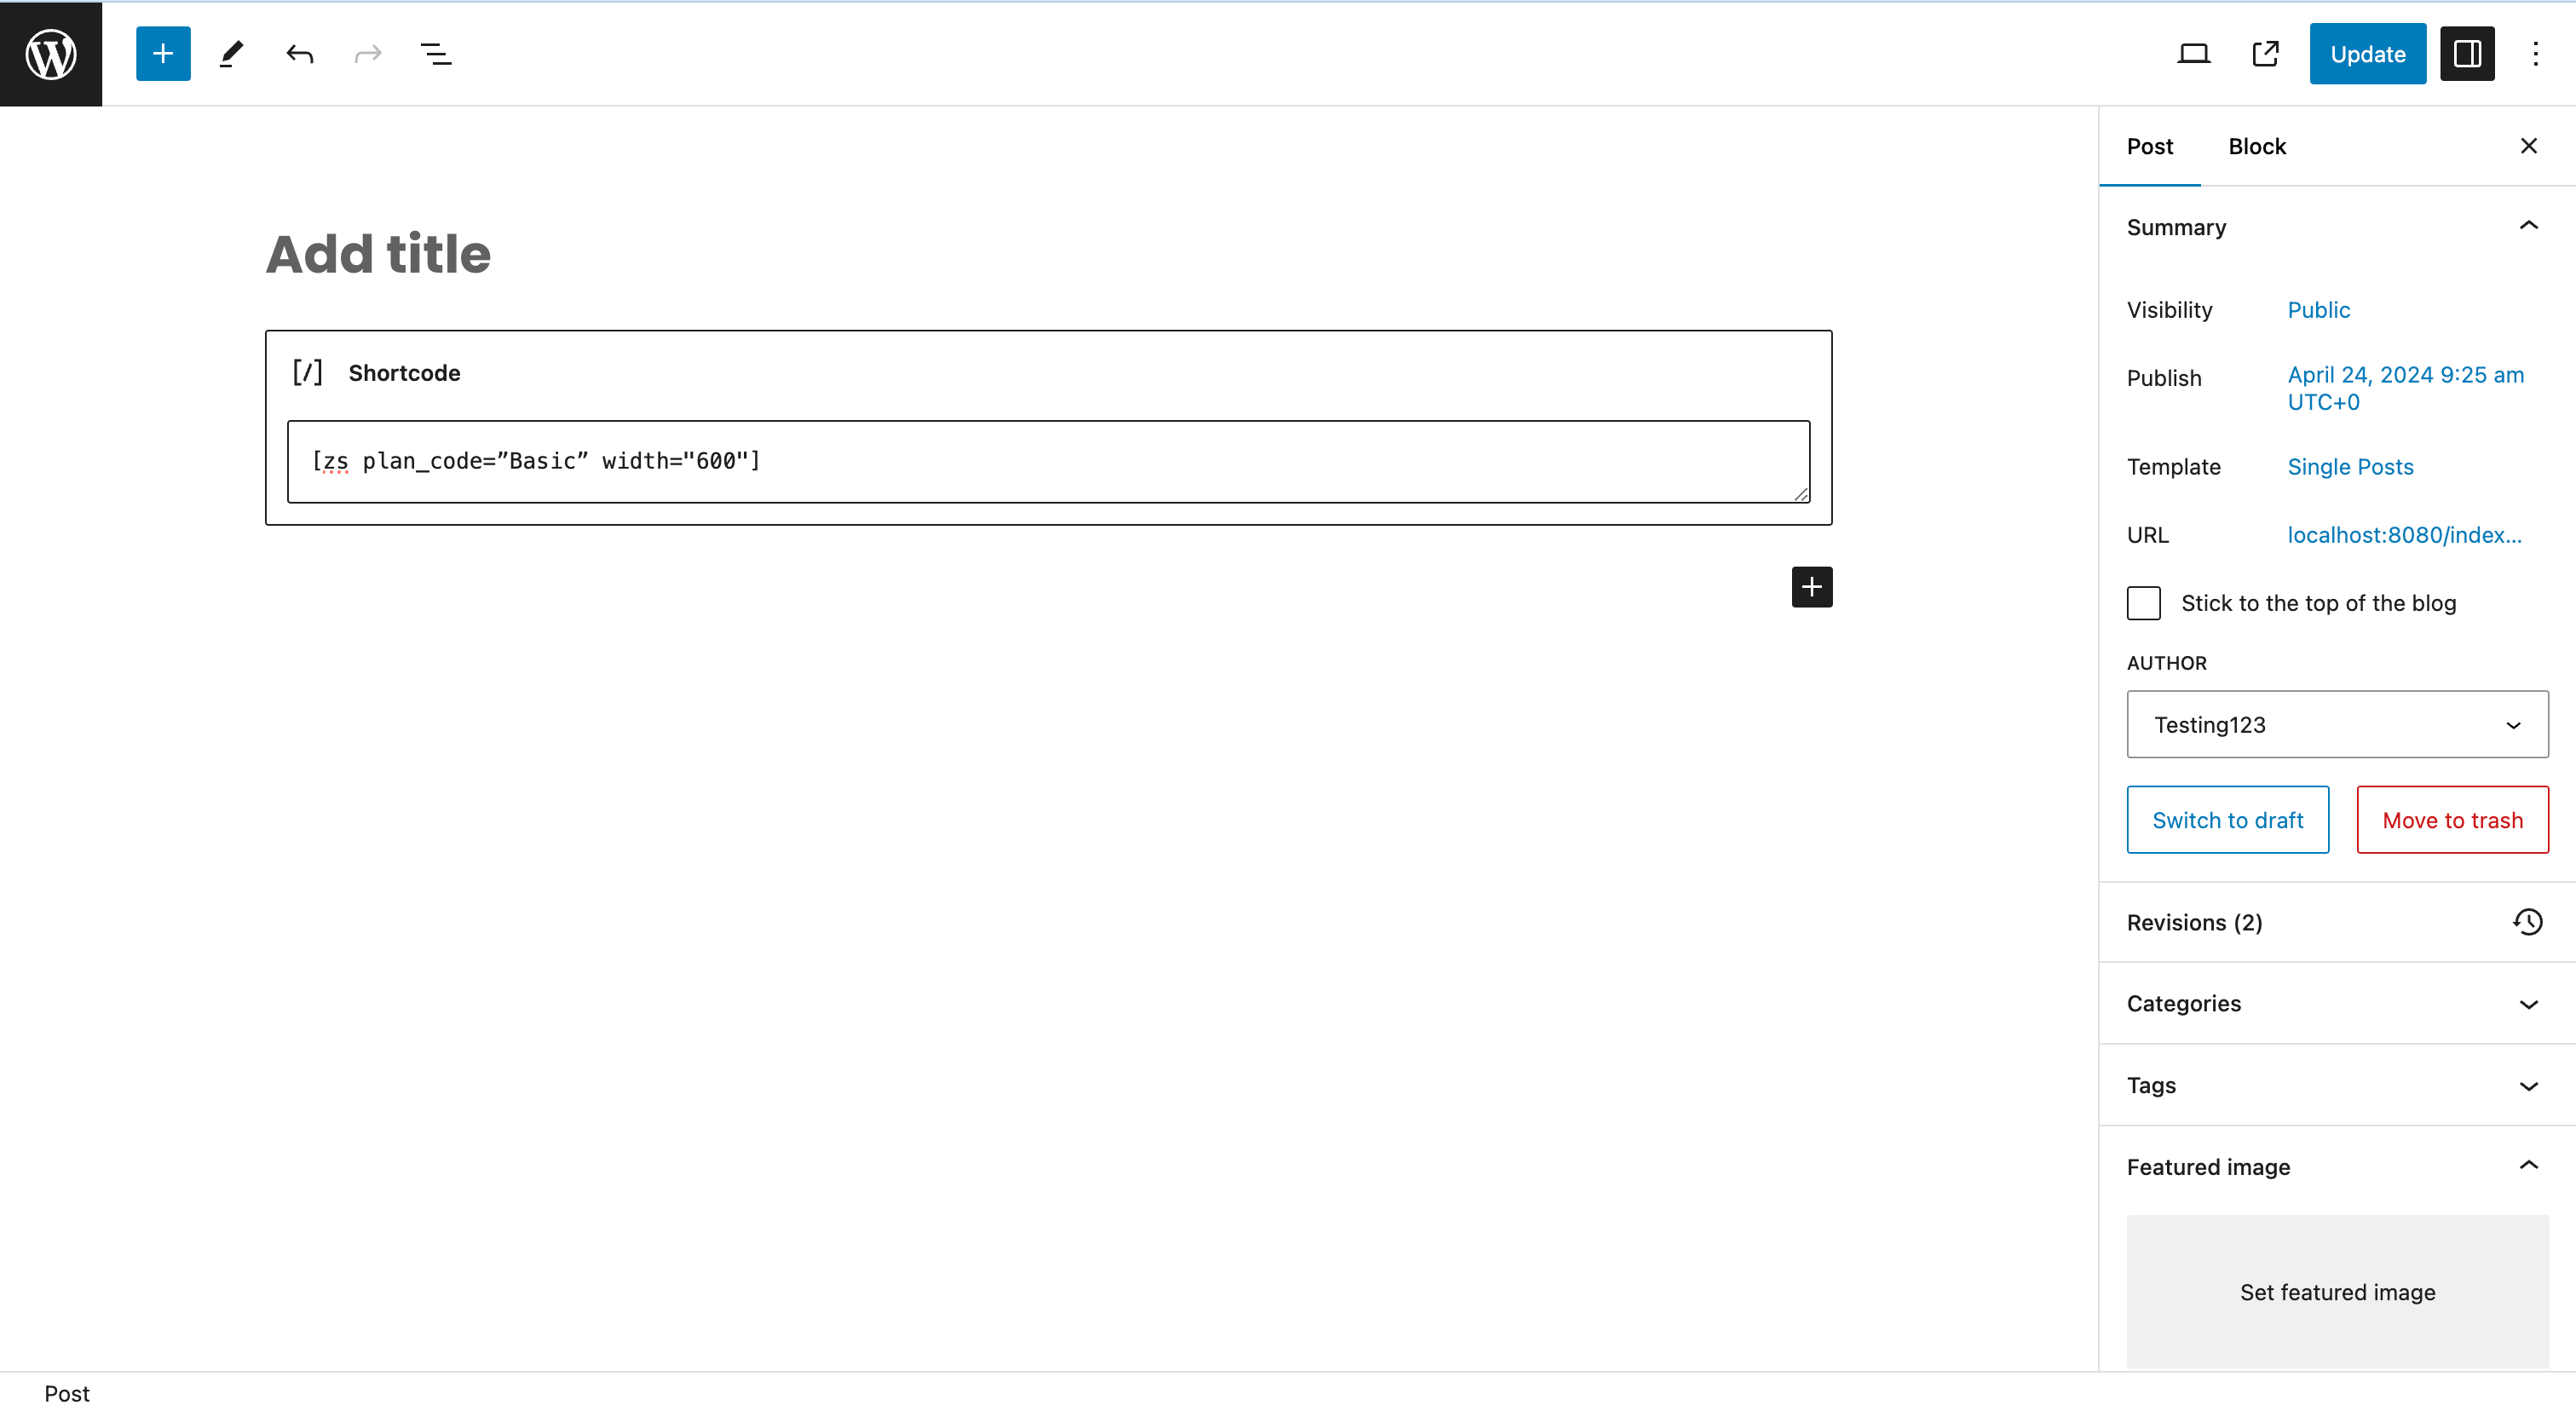 Update
Post Block
Summary
Add title
Visibility Public
[/] Shortcode
Publish April 24, 2024 9:25 am
UTC+0
[zs plan_code=”Basic” width="600"]
Template Single Posts
URL localhost:8080/index...
Stick to the top of the blog
AUTHOR
Testing123
Switch to draft Move to trash
Revisions (2)
Categories
Tags
Featured image
Set featured image
Post